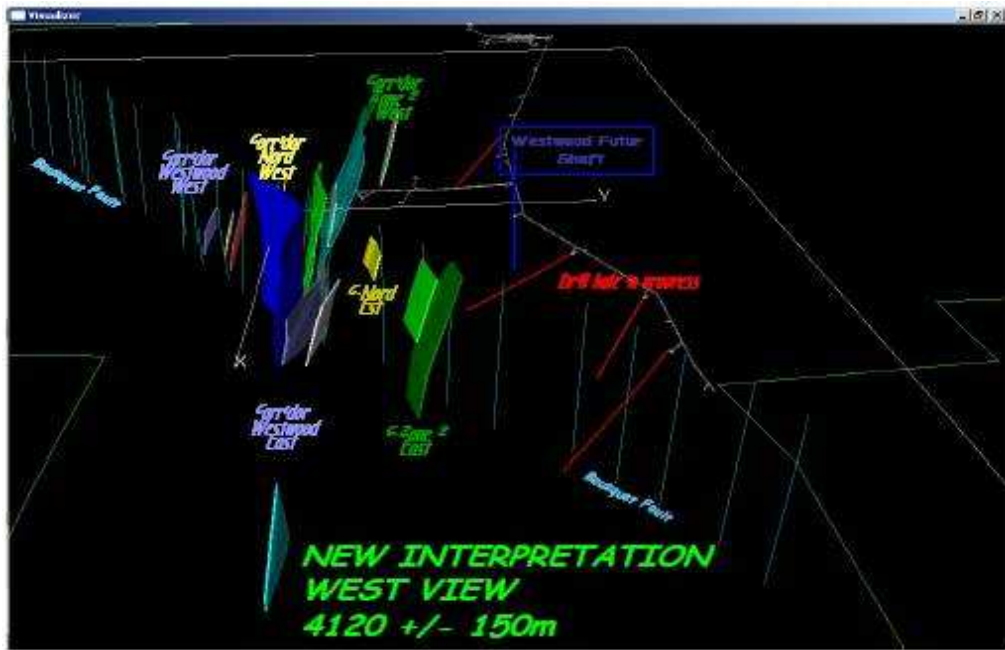 Visualizer
Corridor
Zone 2
West
Corridor
Nord
West
Corridor
Westwood
West
Westwood Futur
Shaft
Bousquet Fault
Y
C-Nord
Est
Drill hole in progress
X
Corridor
Westwood
East
C-Zone 2
East
Bousquet Fault
NEW INTERPRETATION
WEST VIEW
4120 +/- 150m